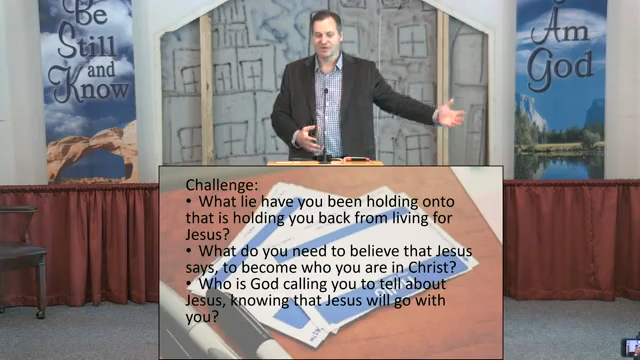 Be
Still
and
Know
Am
God
Challenge:
• What lie have you been holding onto
that is holding you back from living for
Jesus?
• What do you need to believe that Jesus
says, to become who you are in Christ?
• Who is God calling you to tell about
Jesus, knowing that Jesus will go with
you?